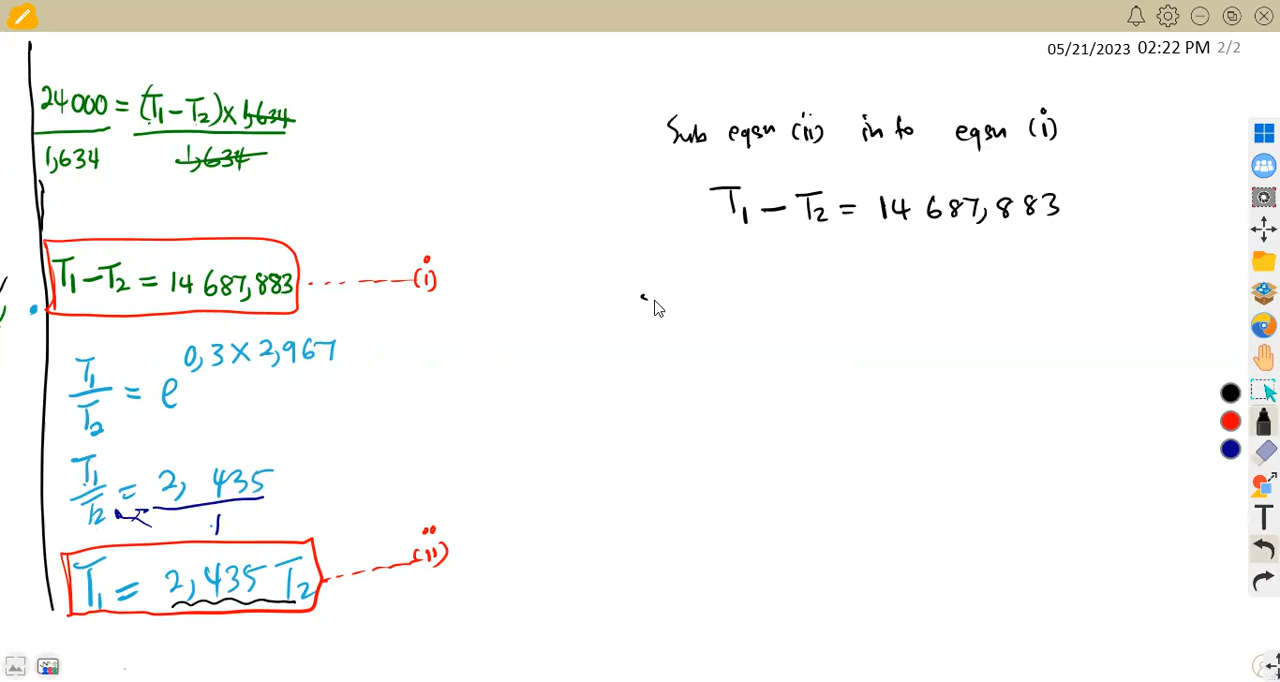 05/21/2023 02:22 PM 2/2
24000 = (T₁ – T₂) × 1,634
1,634 1,634
T₁ – T₂ = 14 687,883 ------- (i)
T₁/T₂ = e^0,3 × 2,967
T₁/T₂ = 2,435/1
T₁ = 2,435 T₂ ------- (ii)
Sub eqsn (ii) in to eqsn (i)
T₁ – T₂ = 14 687,883